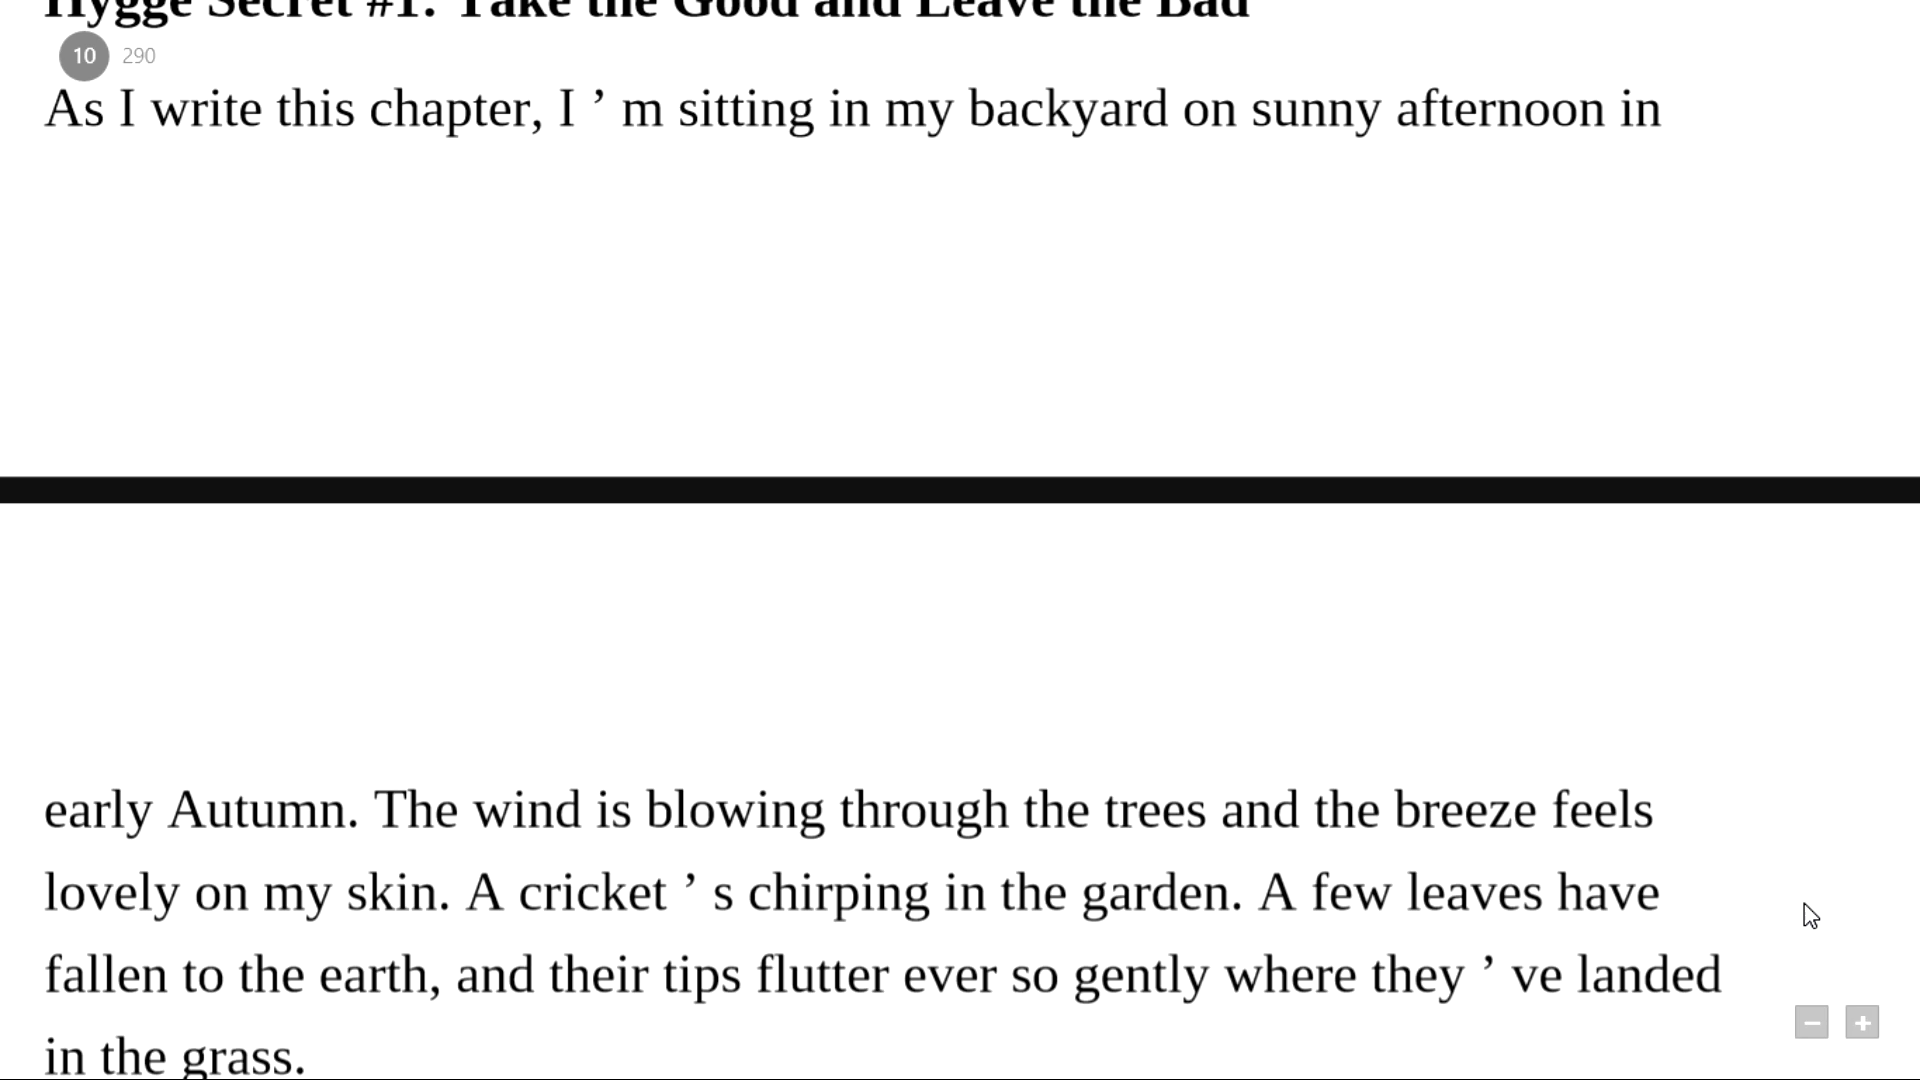 Hygge Secret #1: Take the Good and Leave the Bad
10 290
As I write this chapter, I ’ m sitting in my backyard on sunny afternoon in
early Autumn. The wind is blowing through the trees and the breeze feels
lovely on my skin. A cricket ’ s chirping in the garden. A few leaves have
fallen to the earth, and their tips flutter ever so gently where they ’ ve landed
in the grass.